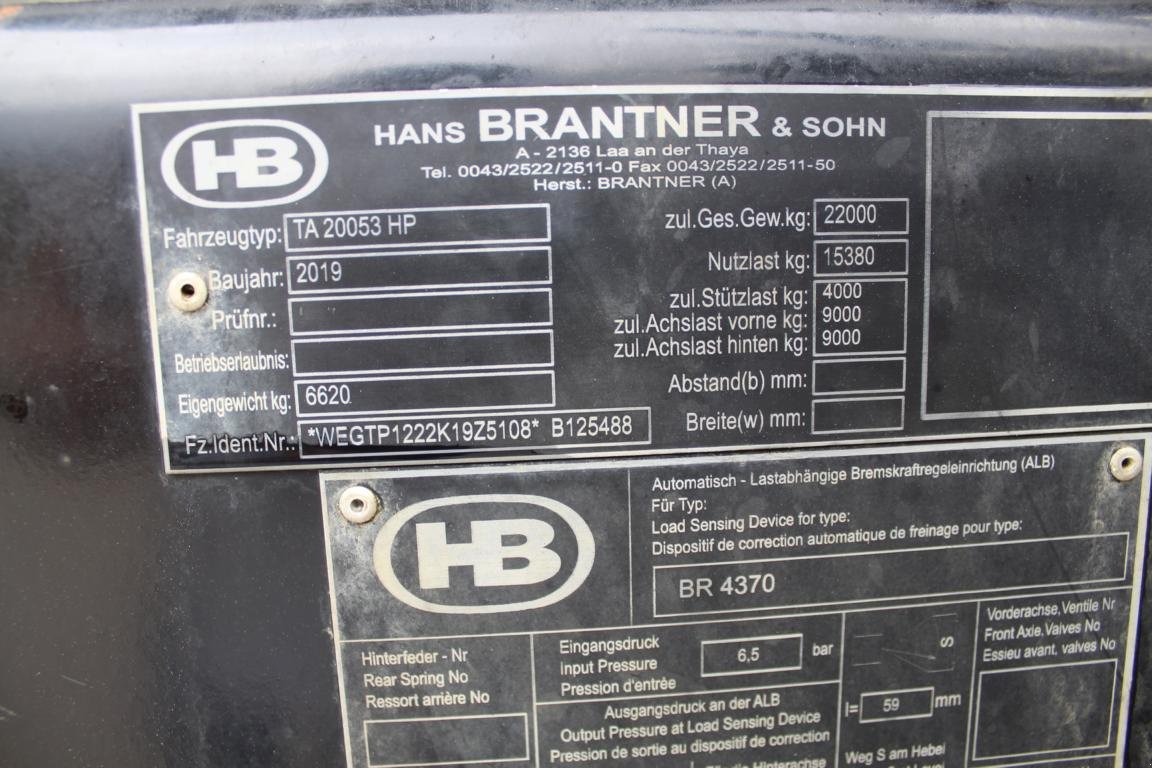 HB
HANS BRANTNER & SOHN
A - 2136 Laa an der Thaya
Tel. 0043/2522/2511-0 Fax 0043/2522/2511-50
Herst.: BRANTNER (A)
Fahrzeugtyp: TA 20053 HP
Baujahr: 2019
Prüfnr.:
Betriebserlaubnis:
Eigengewicht kg: 6620
Fz.Ident.Nr.: *WEGTP1222K19Z5108* B125488
zul.Ges.Gew.kg: 22000
Nutzlast kg: 15380
zul.Stützlast kg: 4000
zul.Achslast vorne kg: 9000
zul.Achslast hinten kg: 9000
Abstand(b) mm:
Breite(w) mm:
HB
Automatisch - Lastabhängige Bremskraftregeleinrichtung (ALB)
Für Typ:
Load Sensing Device for type:
Dispositif de correction automatique de freinage pour type:
BR 4370
Hinterfeder - Nr
Rear Spring No
Ressort arrière No
Eingangsdruck
input Pressure
Pression d'entrée
6,5 bar
Ausgangsdruck an der ALB
Output Pressure at Load Sensing Device
Pression de sortie au dispositif de correction
S
l= 59 mm
Weg S am Hebel
Vorderachse, Ventile Nr
Front Axie, Valves No
Essieu avant, valves No